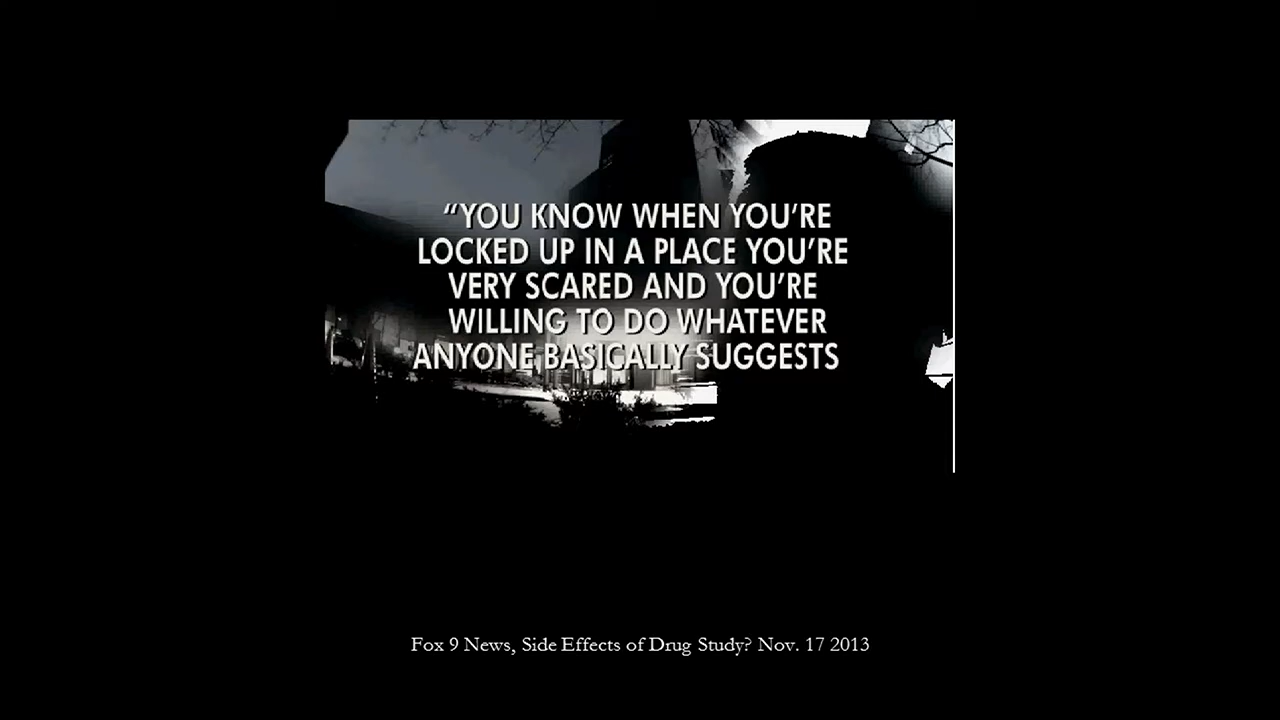 “YOU KNOW WHEN YOU’RE
LOCKED UP IN A PLACE YOU’RE
VERY SCARED AND YOU’RE
WILLING TO DO WHATEVER
ANYONE BASICALLY SUGGESTS
Fox 9 News, Side Effects of Drug Study? Nov. 17 2013